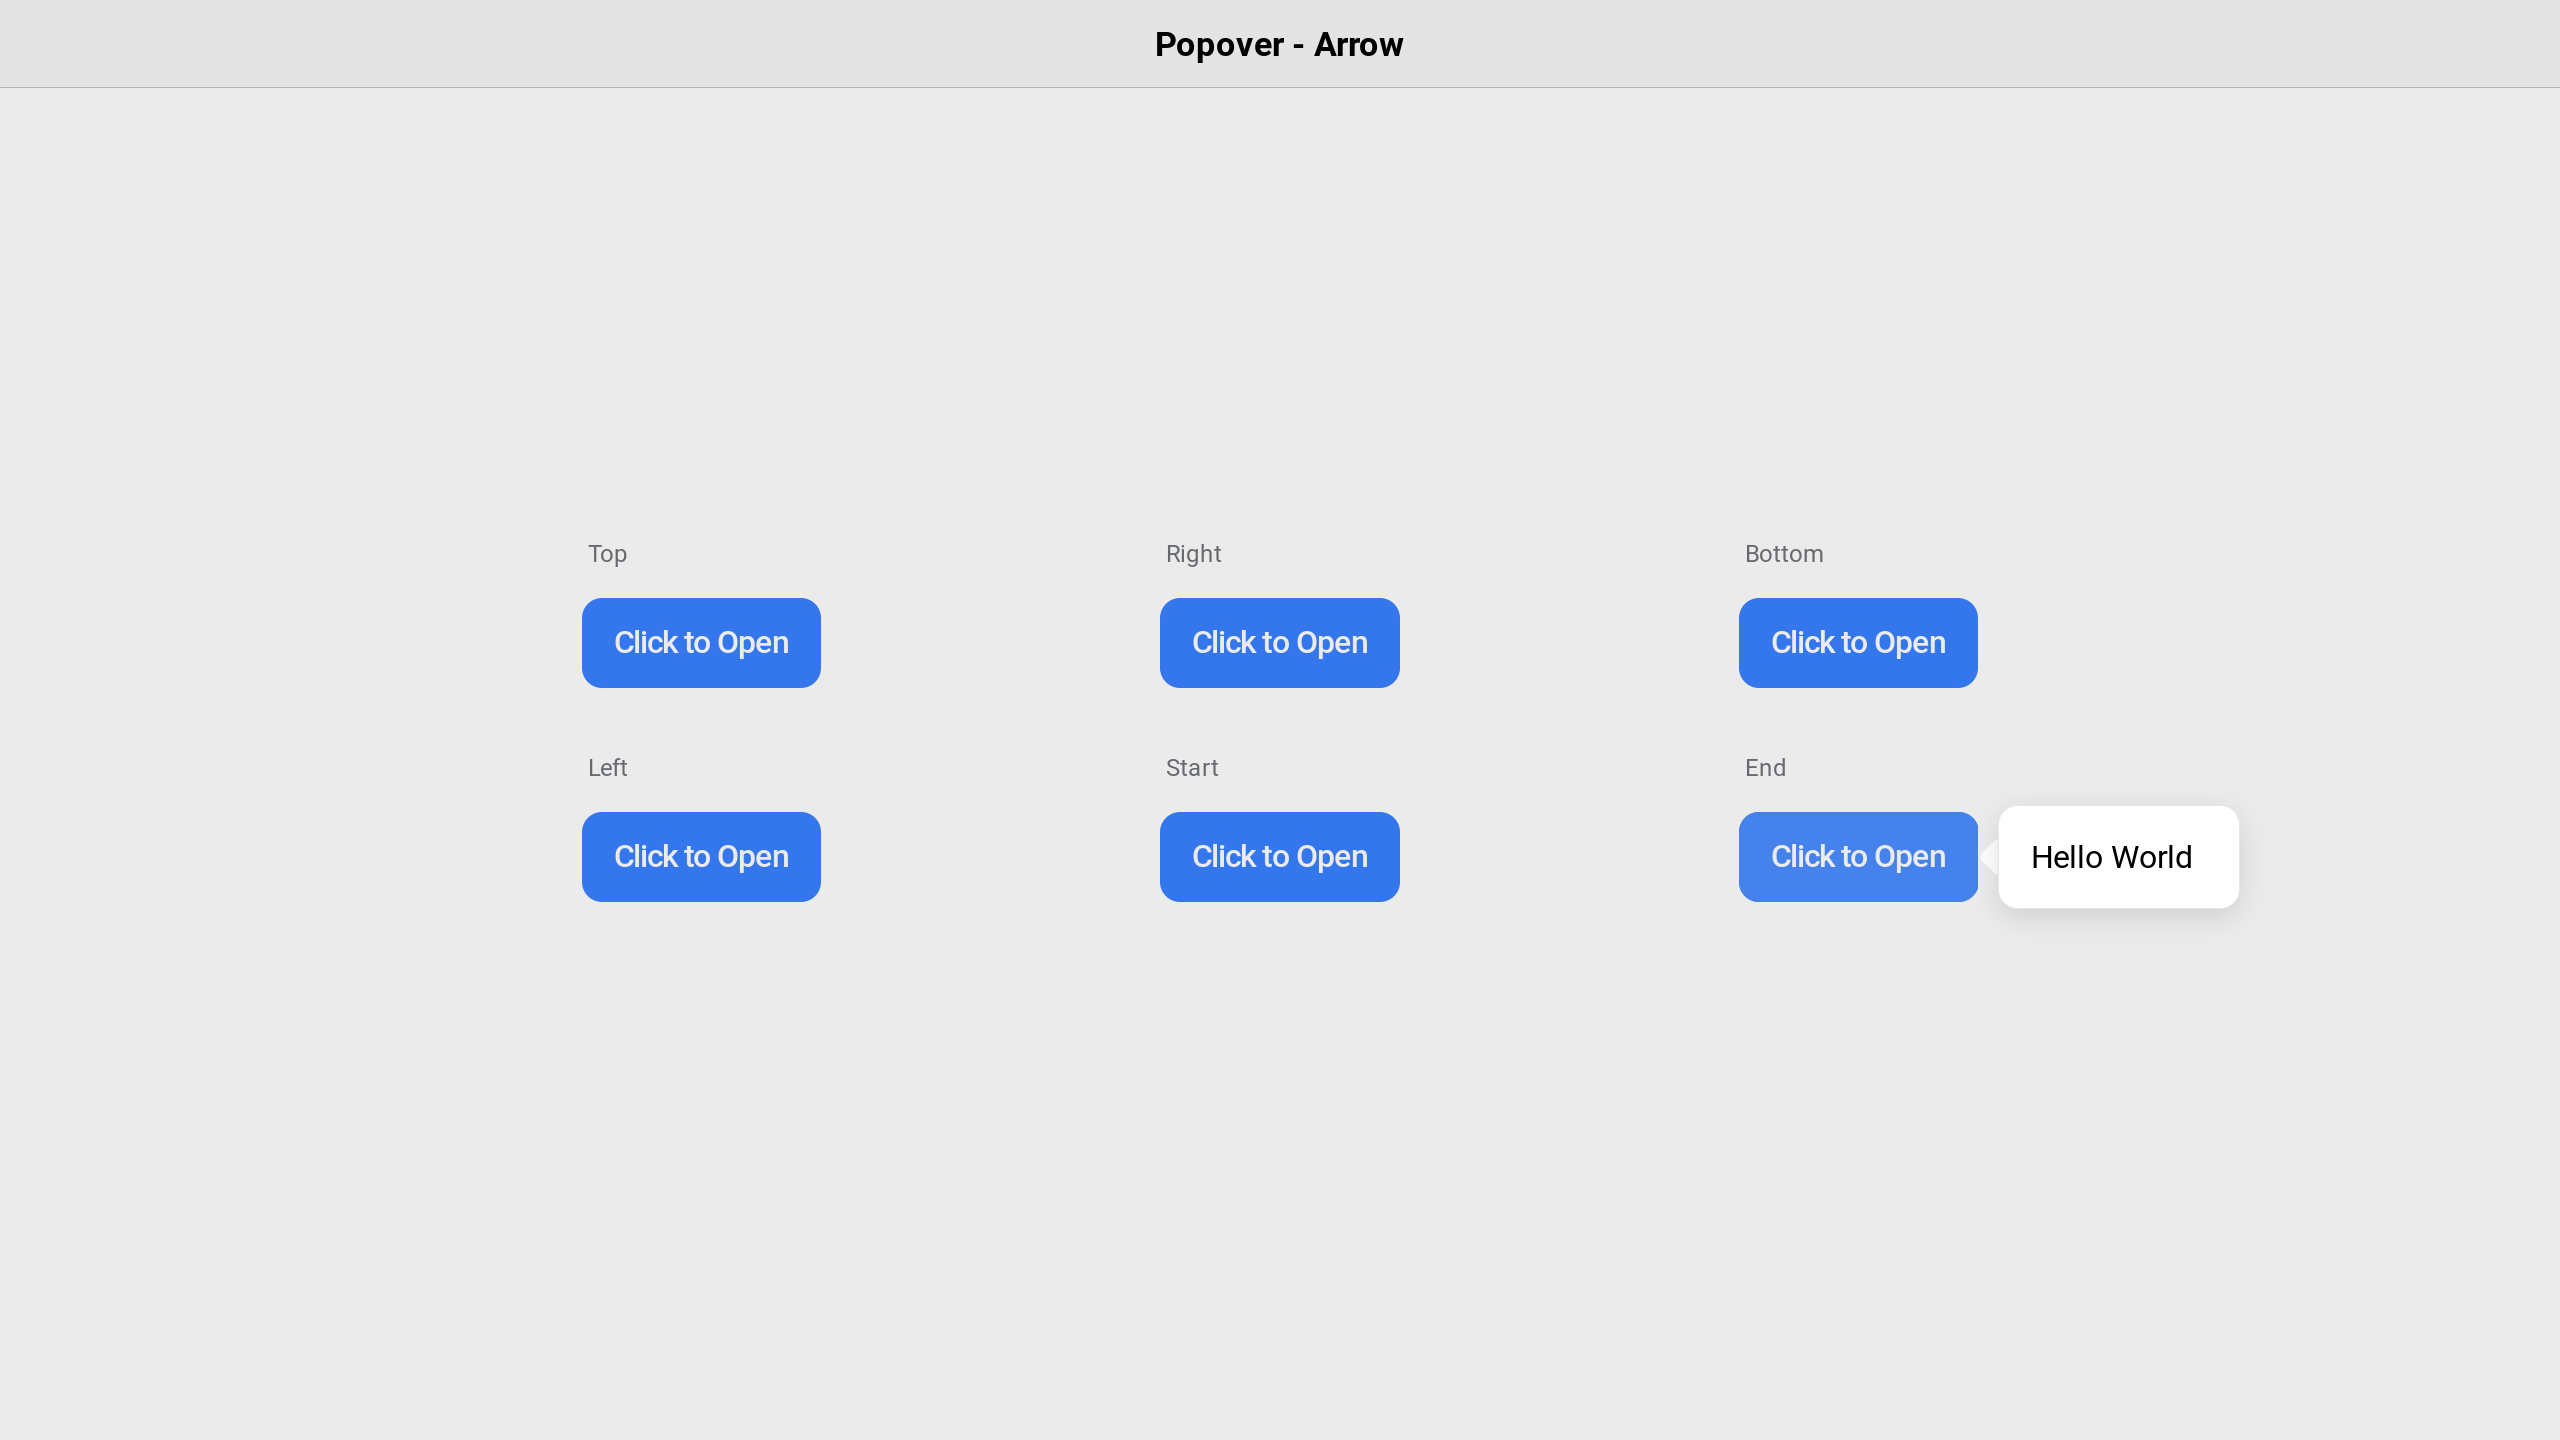 Popover - Arrow
Top
Right
Bottom
Click to Open
Click to Open
Click to Open
Left
Start
End
Click to Open
Click to Open
Click to Open
Hello World